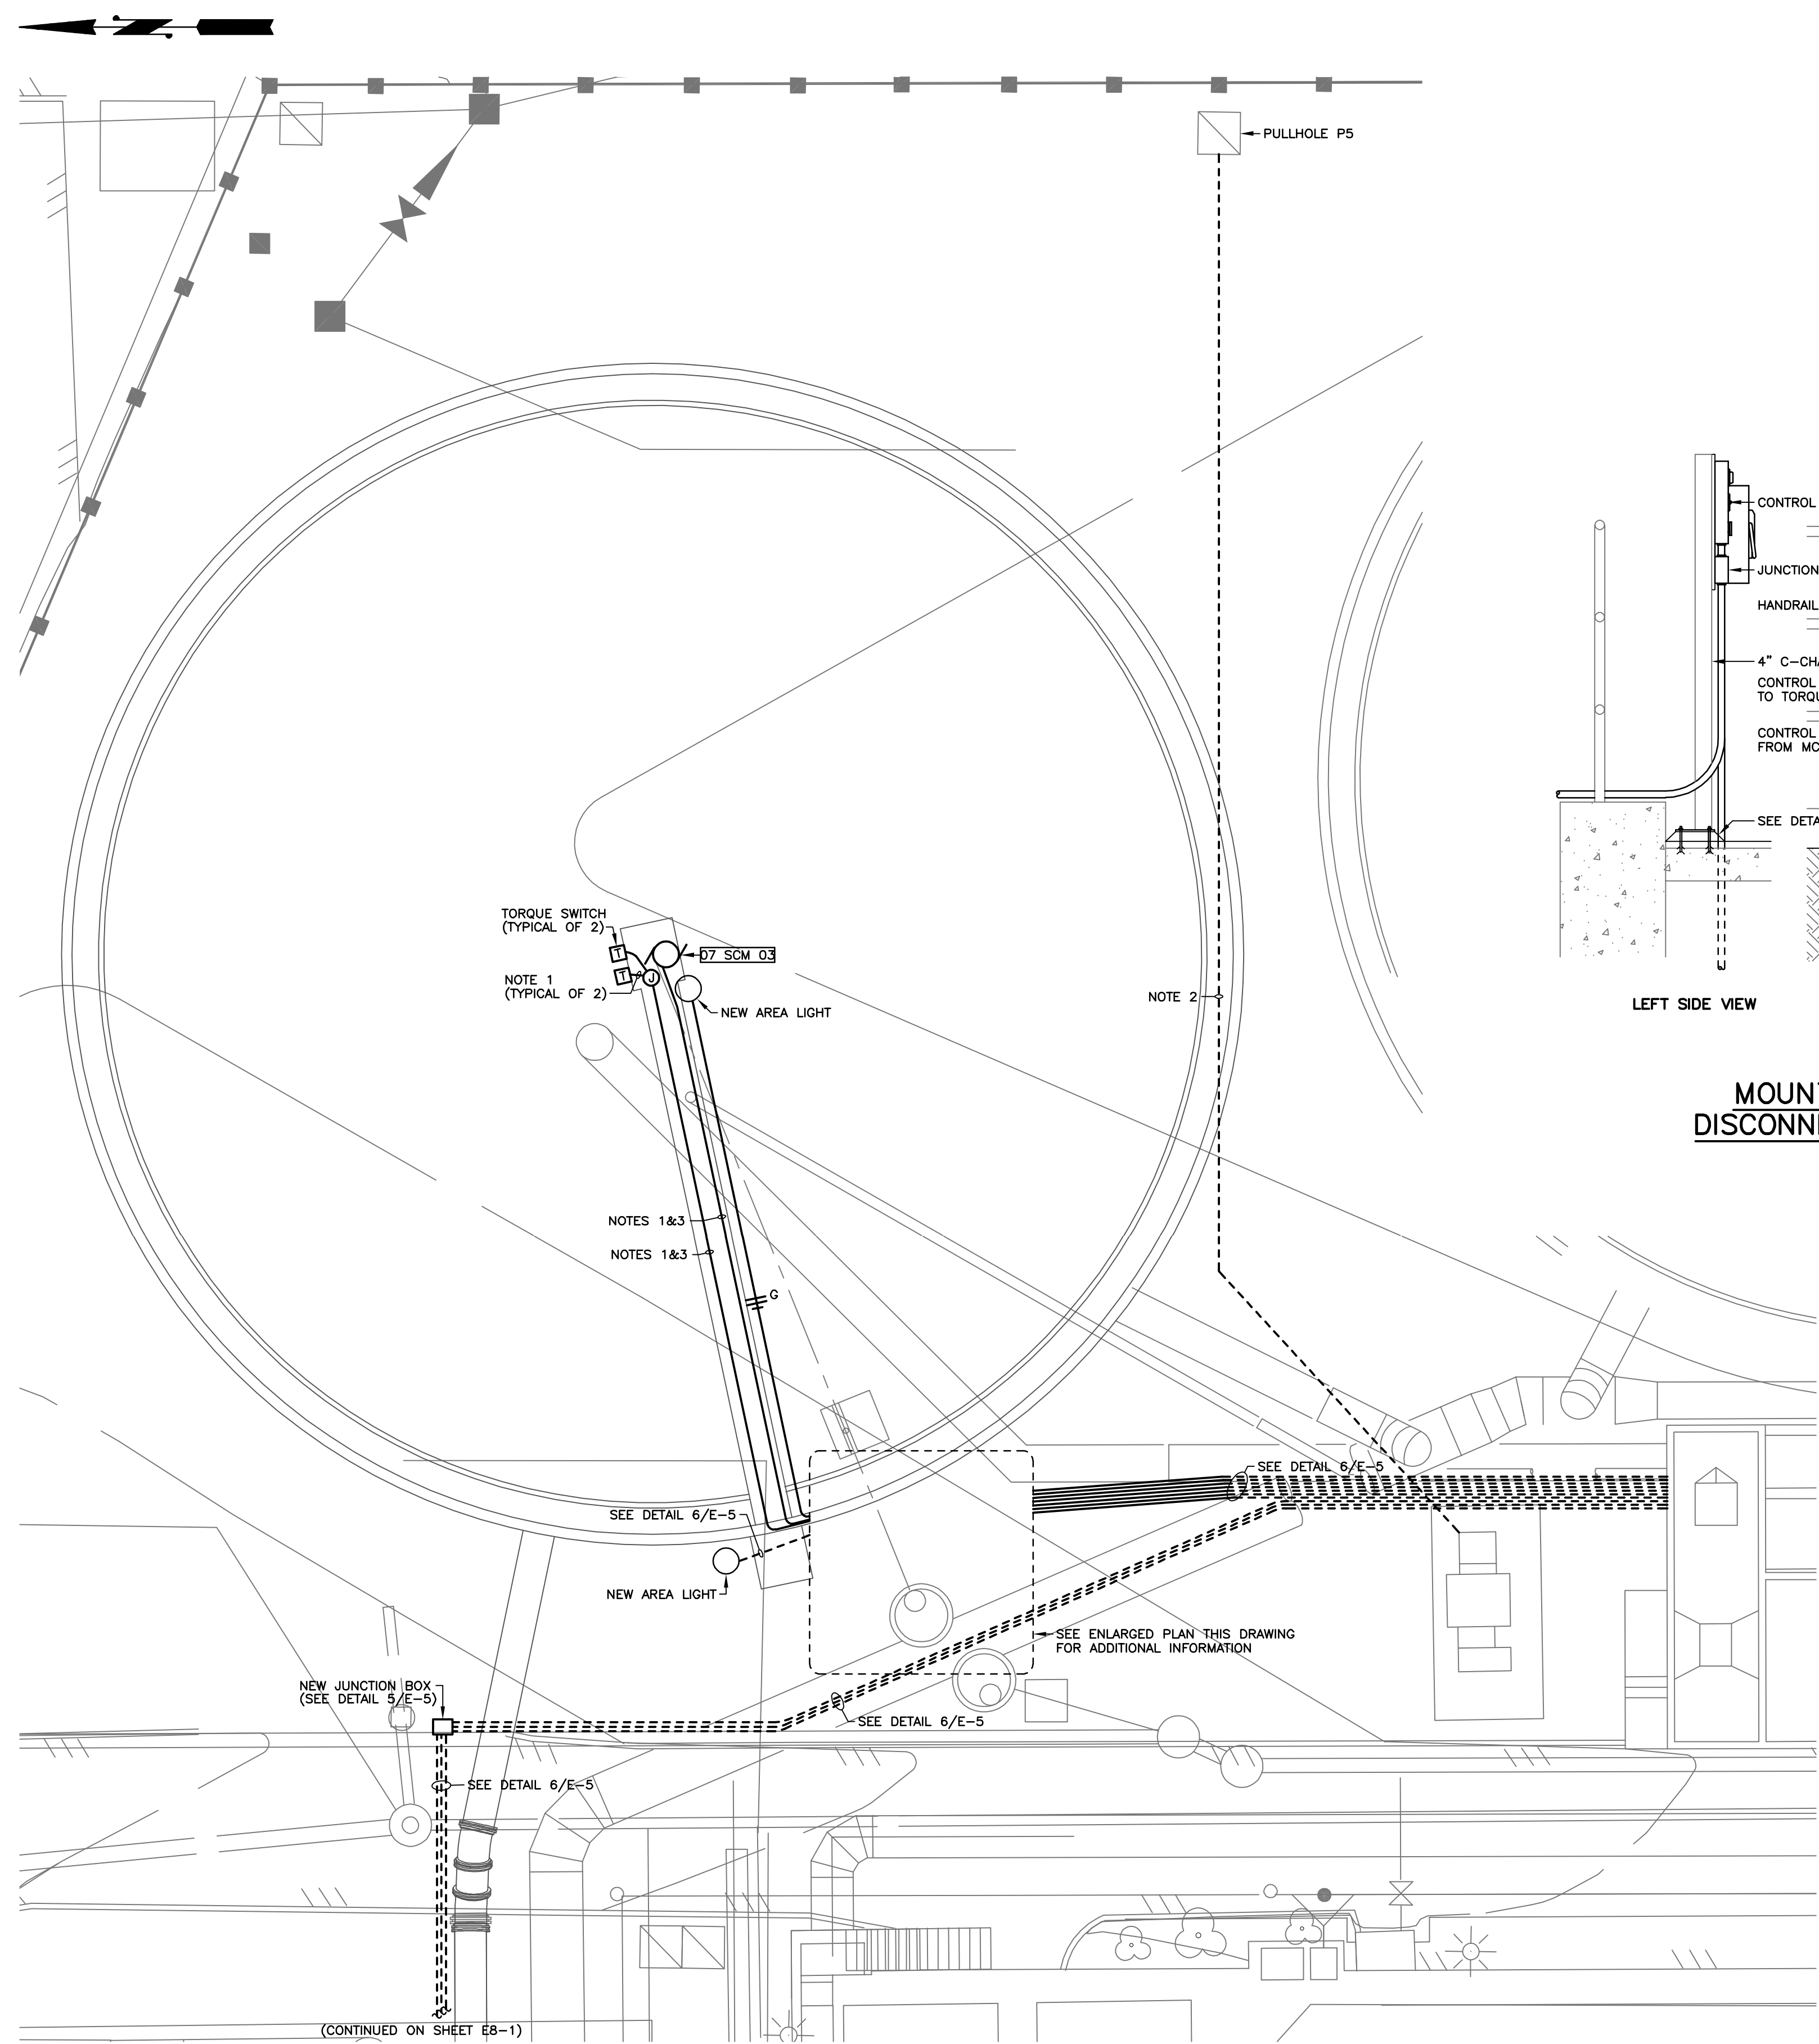 PULLHOLE P5
CONTROL
JUNCTION
HANDRAIL
4" C-CHA
CONTROL
TO TORQU
CONTROL
FROM MC
SEE DETA
LEFT SIDE VIEW
MOUNT
DISCONNE
TORQUE SWITCH
(TYPICAL OF 2)
T
T
J
07 SCM 03
NOTE 1
(TYPICAL OF 2)
NEW AREA LIGHT
NOTE 2
NOTES 1&3
NOTES 1&3
G
SEE DETAIL 6/E-5
SEE DETAIL 6/E-5
NEW AREA LIGHT
SEE ENLARGED PLAN THIS DRAWING
FOR ADDITIONAL INFORMATION
NEW JUNCTION BOX
(SEE DETAIL 5/E-5)
SEE DETAIL 6/E-5
SEE DETAIL 6/E-5
(CONTINUED ON SHEET E8-1)